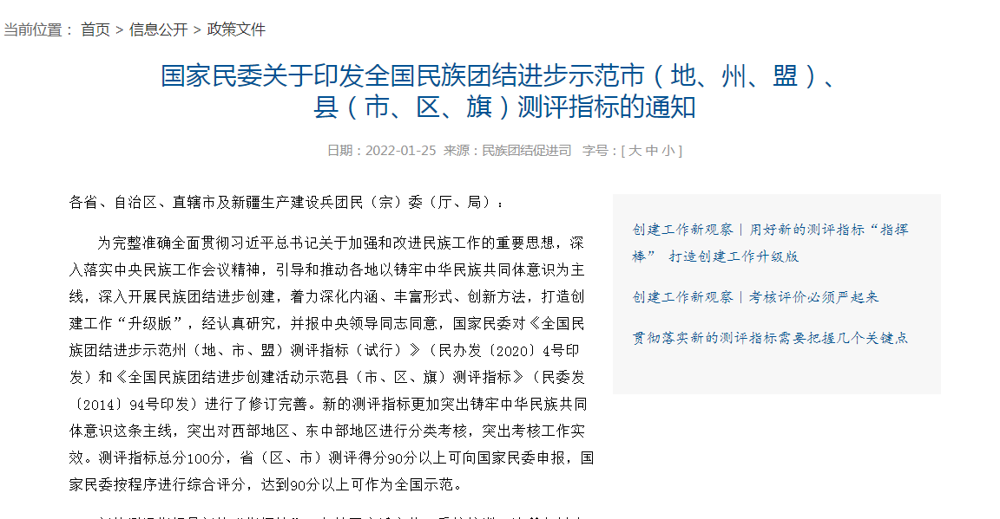 当前位置： 首页 > 信息公开 > 政策文件
国家民委关于印发全国民族团结进步示范市（地、州、盟）、
县（市、区、旗）测评指标的通知
日期：2022-01-25 来源：民族团结促进司 字号：[ 大 中 小 ]
各省、自治区、直辖市及新疆生产建设兵团民（宗）委（厅、局）：
为完整准确全面贯彻习近平总书记关于加强和改进民族工作的重要思想，深
入落实中央民族工作会议精神，引导和推动各地以铸牢中华民族共同体意识为主
线，深入开展民族团结进步创建，着力深化内涵、丰富形式、创新方法，打造创
建工作“升级版”，经认真研究，并报中央领导同志同意，国家民委对《全国民
族团结进步示范州（地、市、盟）测评指标（试行）》（民办发〔2020〕4号印
发）和《全国民族团结进步创建活动示范县（市、区、旗）测评指标》（民委发
〔2014〕94号印发）进行了修订完善。新的测评指标更加突出铸牢中华民族共同
体意识这条主线，突出对西部地区、东中部地区进行分类考核，突出考核工作实
效。测评指标总分100分，省（区、市）测评得分90分以上可向国家民委申报，国
家民委按程序进行综合评分，达到90分以上可作为全国示范。
创建工作新观察｜用好新的测评指标“指挥
棒” 打造创建工作升级版
创建工作新观察｜考核评价必须严起来
贯彻落实新的测评指标需要把握几个关键点